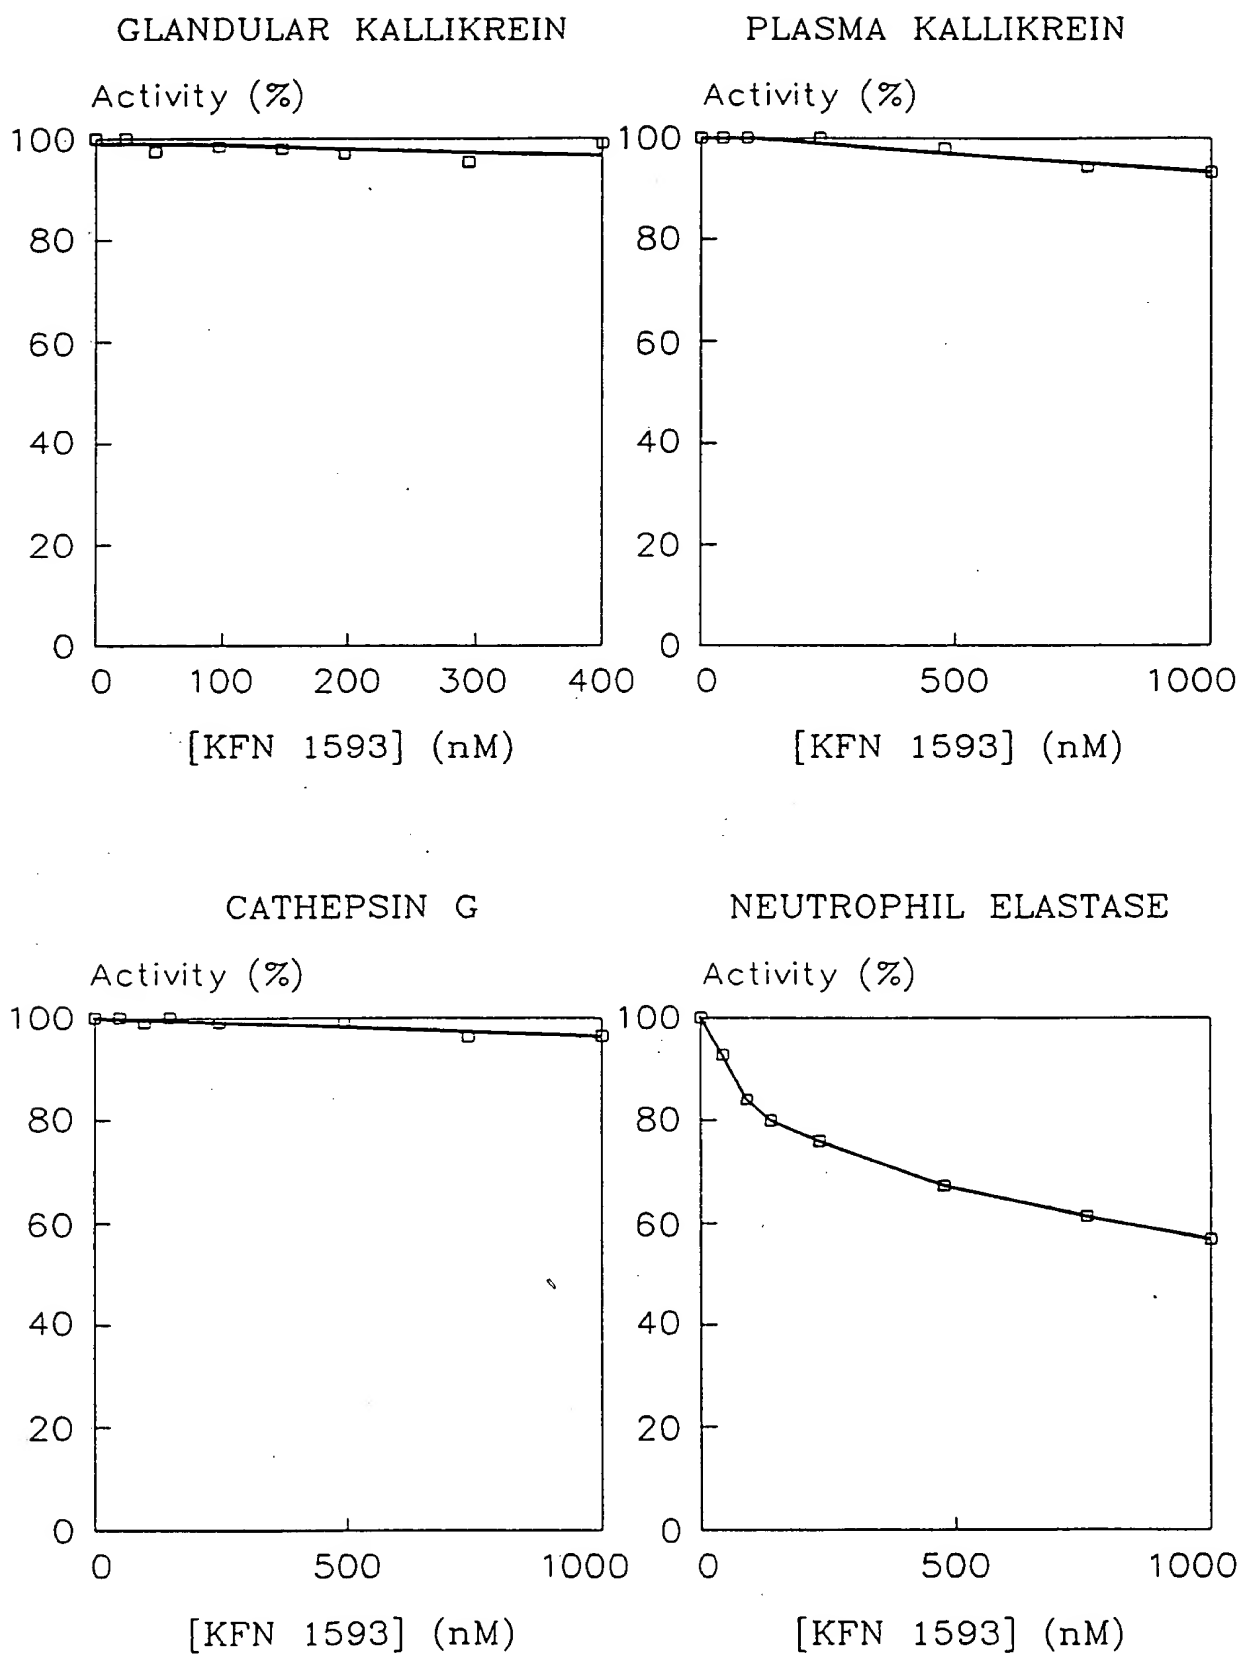 GLANDULAR KALLIKREIN
Activity (%)
100
80
60
40
20
0
0 100 200 300 400
[KFN 1593] (nM)
PLASMA KALLIKREIN
Activity (%)
100
80
60
40
20
0
0 500 1000
[KFN 1593] (nM)
CATHEPSIN G
Activity (%)
100
80
60
40
20
0
0 500 1000
[KFN 1593] (nM)
NEUTROPHIL ELASTASE
Activity (%)
100
80
60
40
20
0
0 500 1000
[KFN 1593] (nM)